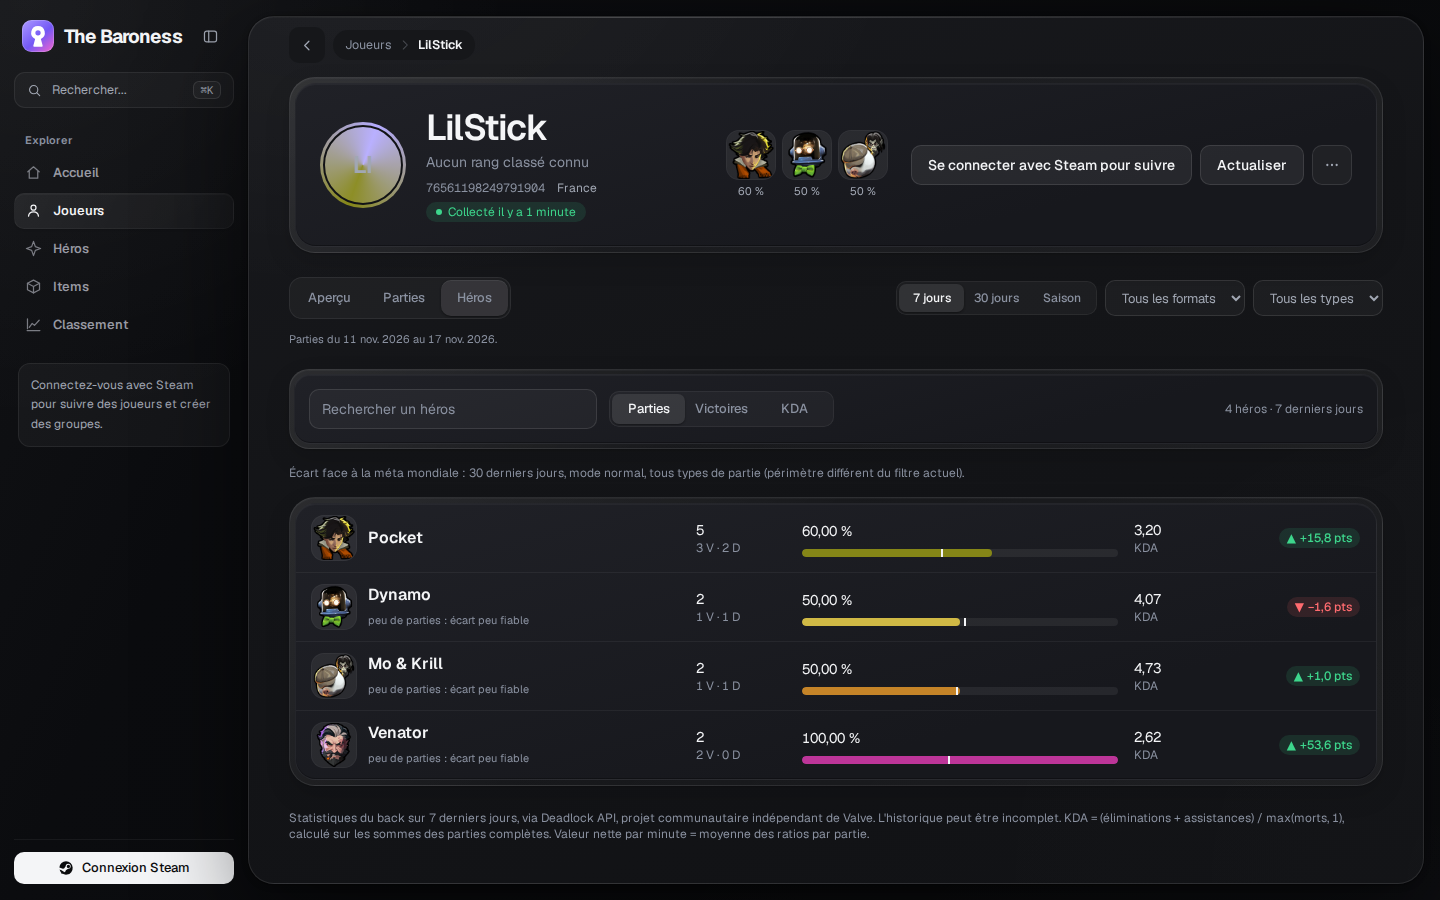 The Baroness
Rechercher...
⌘K
Explorer
Accueil
Joueurs
Héros
Items
Classement
Connectez-vous avec Steam
pour suivre des joueurs et créer
des groupes.
Connexion Steam
Joueurs
LilStick
LilStick
Aucun rang classé connu
76561198249791904 France
Collecté il y a 1 minute
60 %
50 %
50 %
Se connecter avec Steam pour suivre
Actualiser
...
Aperçu
Parties
Héros
7 jours
30 jours
Saison
Tous les formats
Tous les types
Parties du 11 nov. 2026 au 17 nov. 2026.
Rechercher un héros
Parties
Victoires
KDA
4 héros · 7 derniers jours
Écart face à la méta mondiale : 30 derniers jours, mode normal, tous types de partie (périmètre différent du filtre actuel).
Pocket
5
3 V · 2 D
60,00 %
3,20
KDA
▲ +15,8 pts
Dynamo
peu de parties : écart peu fiable
2
1 V · 1 D
50,00 %
4,07
KDA
▼ −1,6 pts
Mo & Krill
peu de parties : écart peu fiable
2
1 V · 1 D
50,00 %
4,73
KDA
▲ +1,0 pts
Venator
peu de parties : écart peu fiable
2
2 V · 0 D
100,00 %
2,62
KDA
▲ +53,6 pts
Statistiques du back sur 7 derniers jours, via Deadlock API, projet communautaire indépendant de Valve. L'historique peut être incomplet. KDA = (éliminations + assistances) / max(morts, 1),
calculé sur les sommes des parties complètes. Valeur nette par minute = moyenne des ratios par partie.